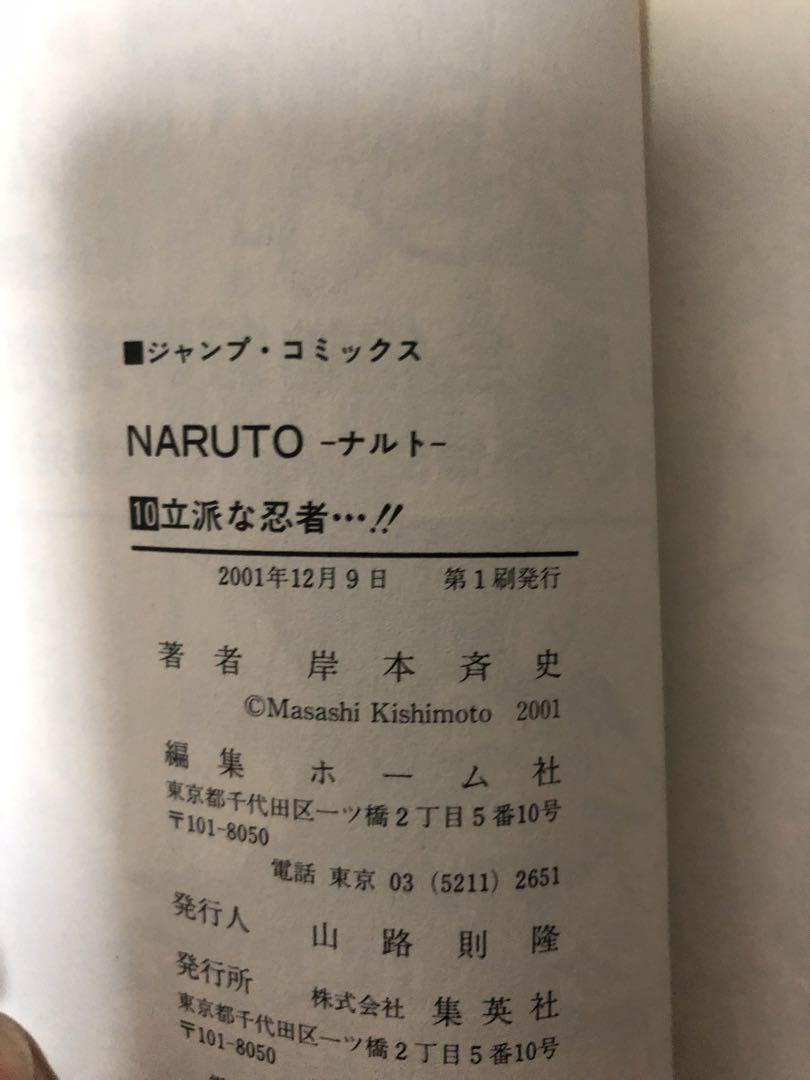 ■ジャンプ・コミックス
NARUTO -ナルト-
10立派な忍者…!!
2001年12月9日 第1刷発行
著者 岸本斉史
©Masashi Kishimoto 2001
編集 ホーム社
東京都千代田区一ツ橋2丁目5番10号
〒101-8050
電話 東京 03 (5211) 2651
発行人 山路則隆
発行所 株式会社 集英社
東京都千代田区一ツ橋2丁目5番10号
〒101-8050